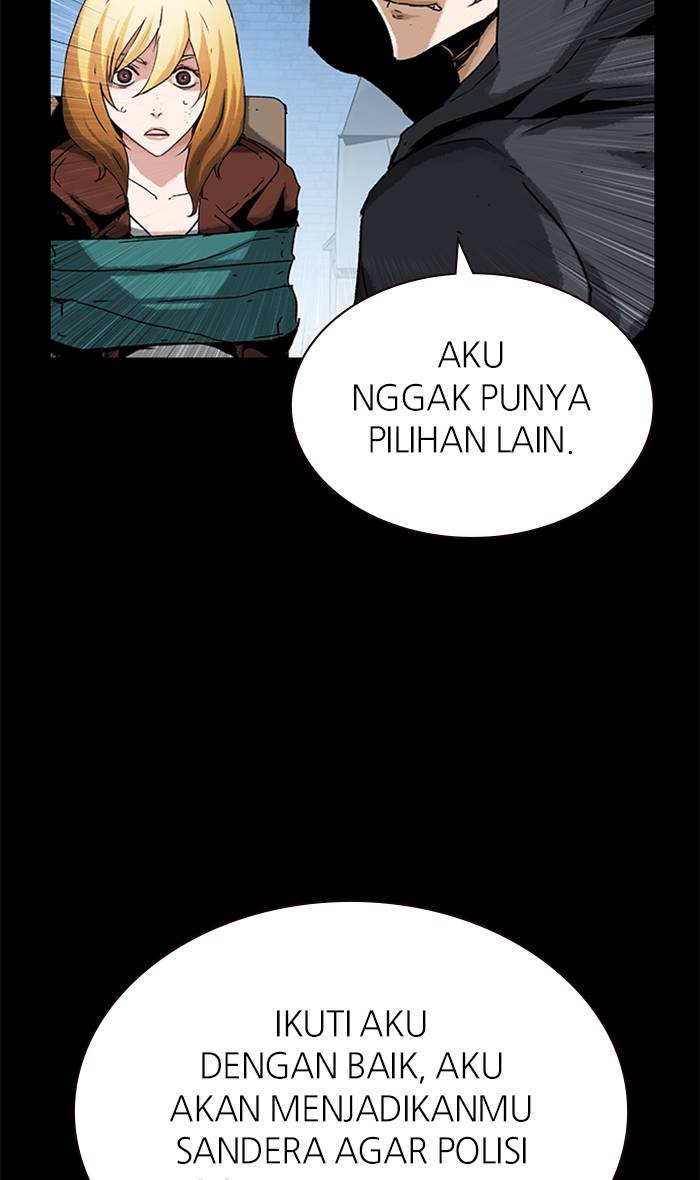 AKU
NGGAK PUNYA
PILIHAN LAIN.
IKUTI AKU
DENGAN BAIK, AKU
AKAN MENJADIKANMU
SANDERA AGAR POLISI